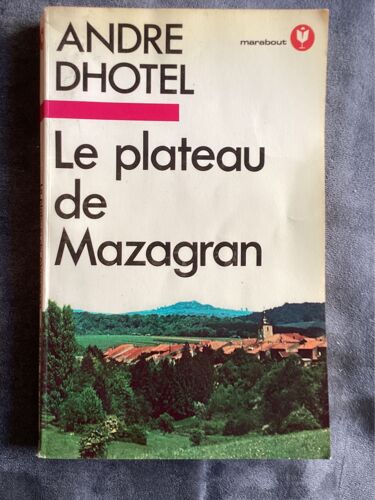 ANDRE
DHOTEL
marabout
Le plateau
de
Mazagran